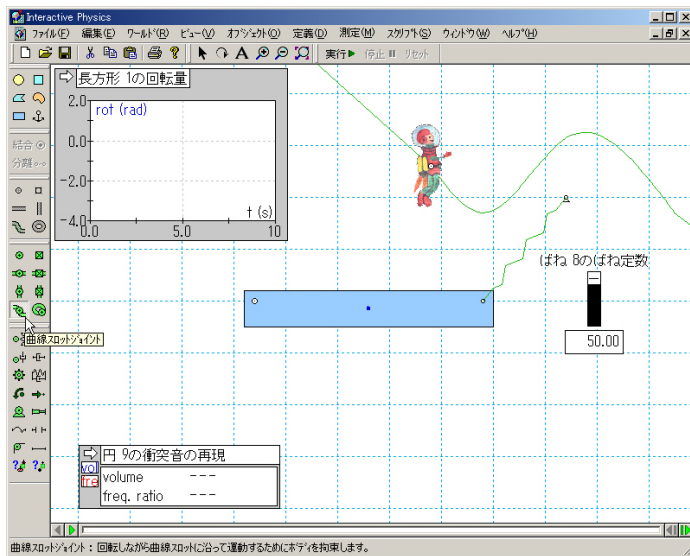 Interactive Physics
ファイル(F) 編集(E) ワールド(R) ビュー(V) オブジェクト(O) 定義(D) 測定(M) スクリプト(S) ウィンドウ(W) ヘルプ(H)
実行 停止 リセット
長方形 1の回転量
rot (rad)
2.0
0.0
-2.0
-4.0
t (s)
0.0 5.0 10
結合
分離
ばね 8のばね定数
50.00
曲線スロットジョイント
円 9の衝突音の再現
vol
fre
volume ---
freq. ratio ---
曲線スロットジョイント：回転しながら曲線スロットに沿って運動するためにボディを拘束します。